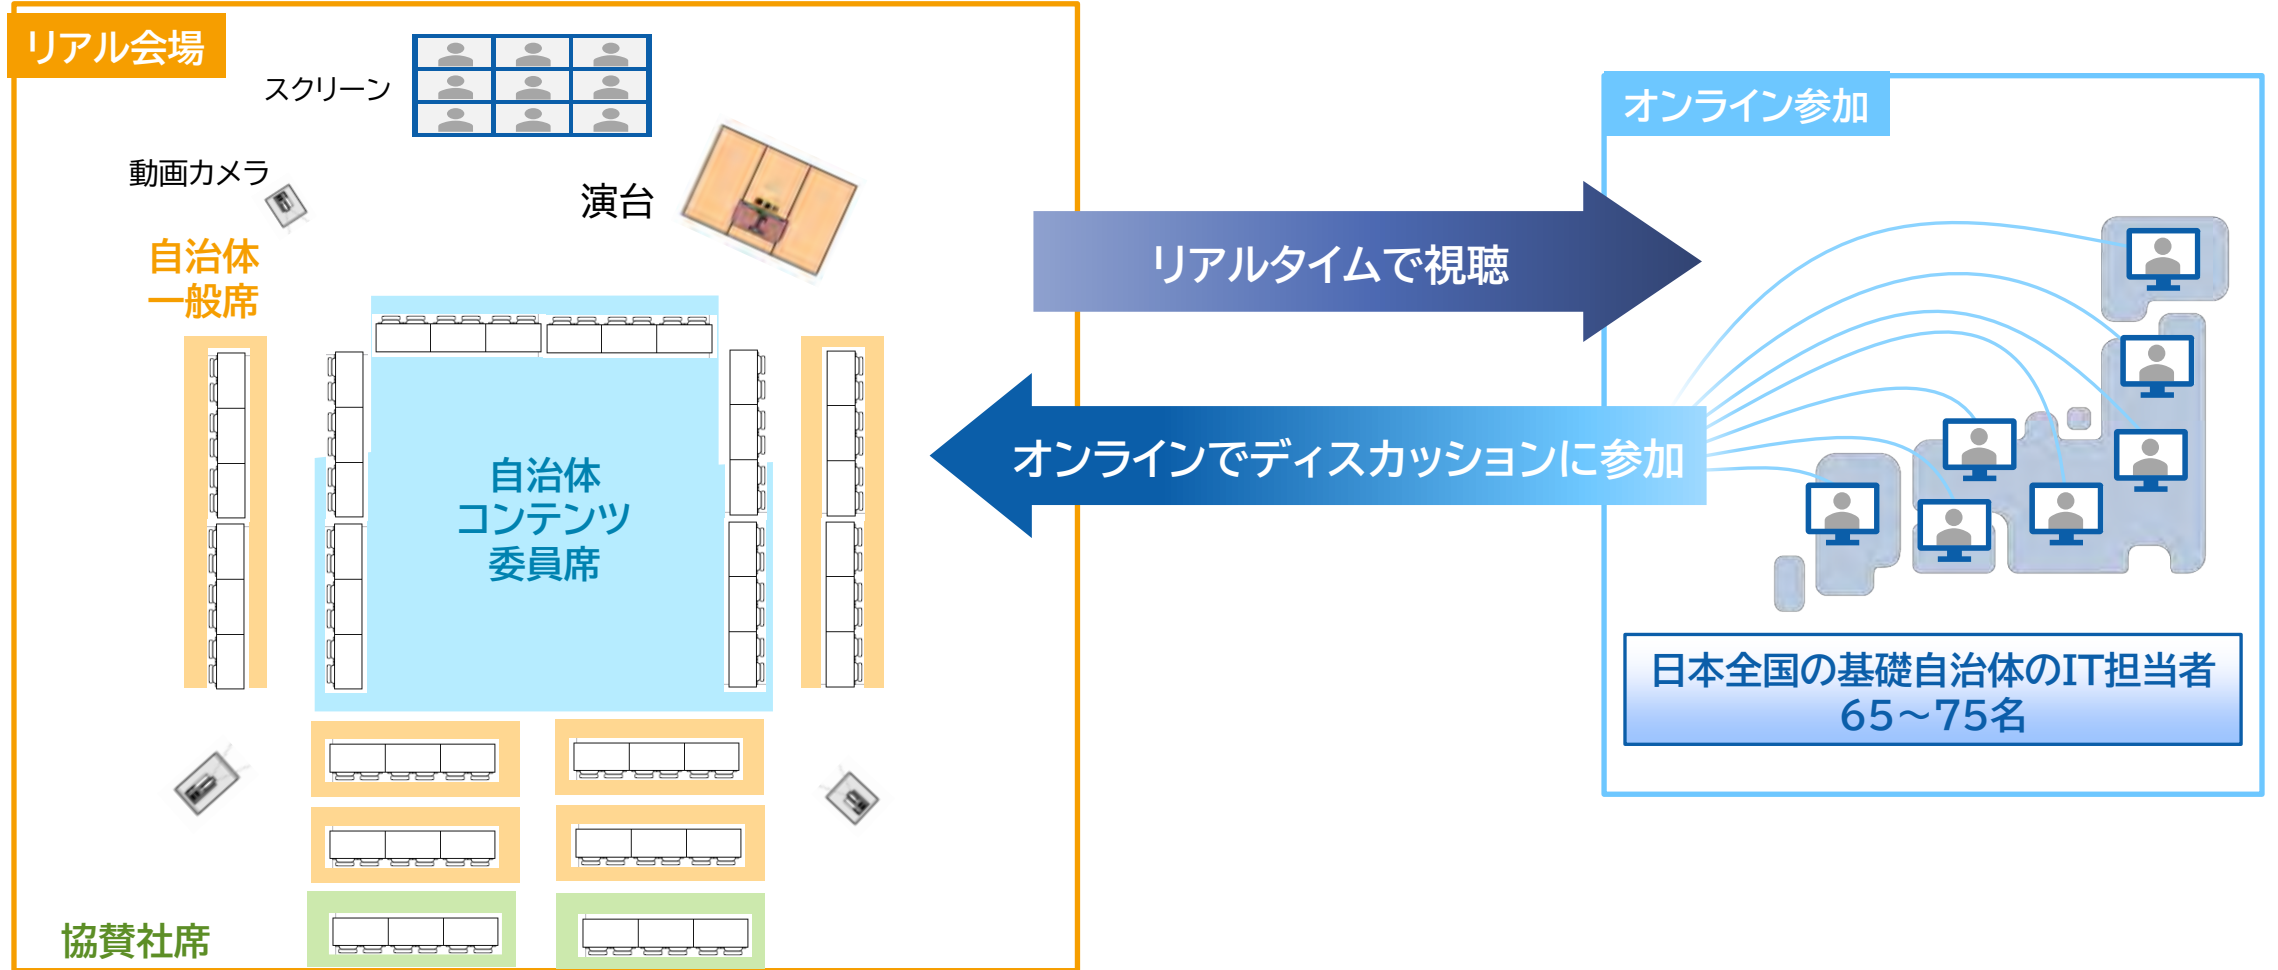 リアル会場
スクリーン
動画カメラ
演台
自治体
一般席
自治体
コンテンツ
委員席
協賛社席
リアルタイムで視聴
オンラインでディスカッションに参加
オンライン参加
日本全国の基礎自治体のIT担当者
65～75名